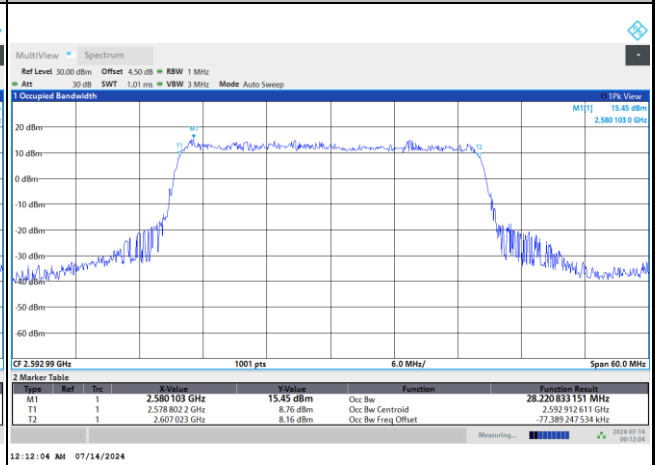 MultiView Spectrum
Ref Level 30.00 dBm Offset 4.50 dB RBW 1 MHz
Att 30 dB SWT 1.01 ms VBW 3 MHz Mode Auto Sweep
1 Occupied Bandwidth 1Pk View
M1[1] 15.45 dBm
2.580 103 0 GHz
20 dBm
M1
T1
T2
10 dBm
0 dBm
-10 dBm
-20 dBm
-30 dBm
-40 dBm
-50 dBm
-60 dBm
CF 2.592 99 GHz 1001 pts 6.0 MHz/ Span 60.0 MHz
2 Marker Table
Type Ref Trc X-Value Y-Value Function Function Result
M1 1 2.580 103 GHz 15.45 dBm Occ Bw 28.220 833 151 MHz
T1 1 2.578 802 2 GHz 8.76 dBm Occ Bw Centroid 2.592 912 611 GHz
T2 1 2.607 023 GHz 8.16 dBm Occ Bw Freq Offset -77.389 247 534 kHz
Measuring... 2024-07-14
00:12:04
12:12:04 AM 07/14/2024